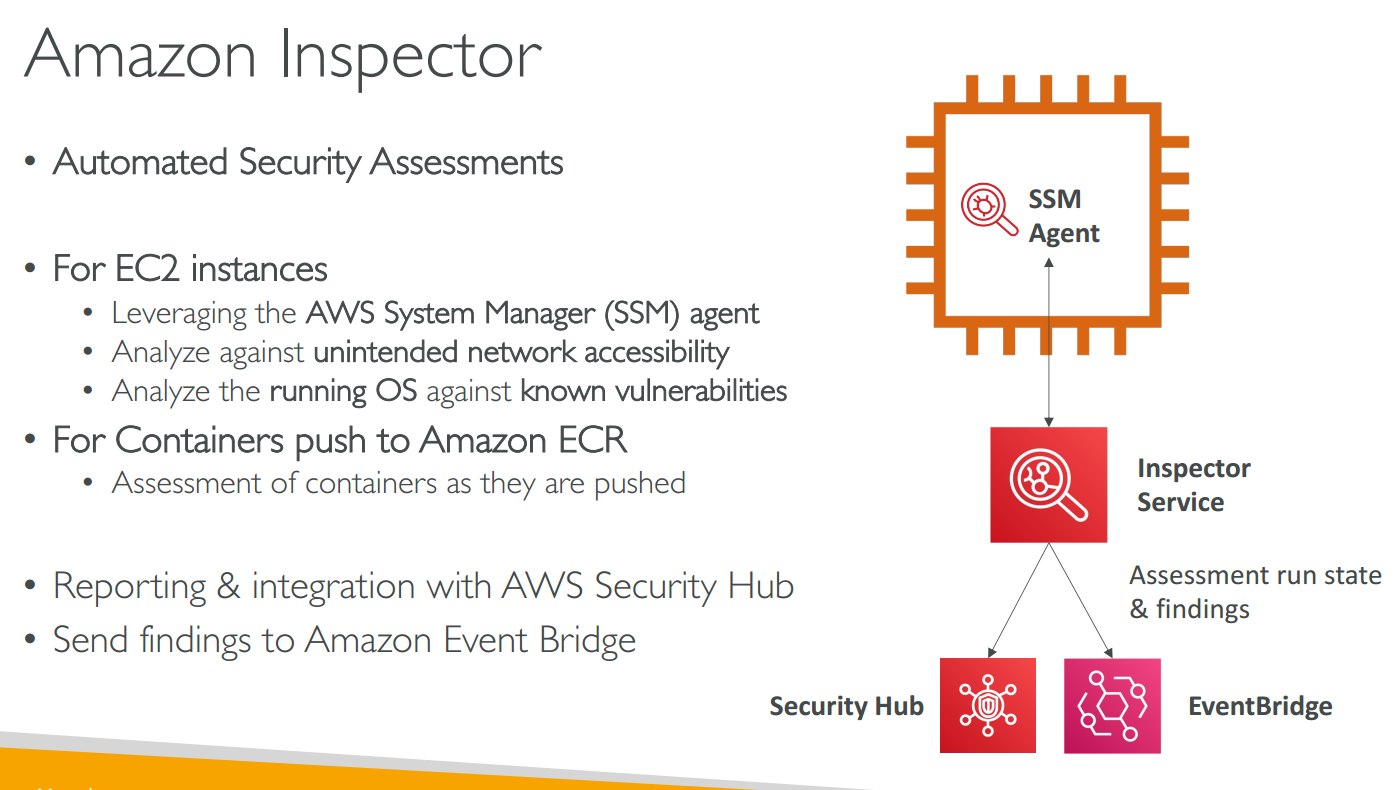 Amazon Inspector
• Automated Security Assessments
• For EC2 instances
• Leveraging the AWS System Manager (SSM) agent
• Analyze against unintended network accessibility
• Analyze the running OS against known vulnerabilities
• For Containers push to Amazon ECR
• Assessment of containers as they are pushed
• Reporting & integration with AWS Security Hub
• Send findings to Amazon Event Bridge
SSM
Agent
Inspector
Service
Assessment run state
& findings
Security Hub
EventBridge